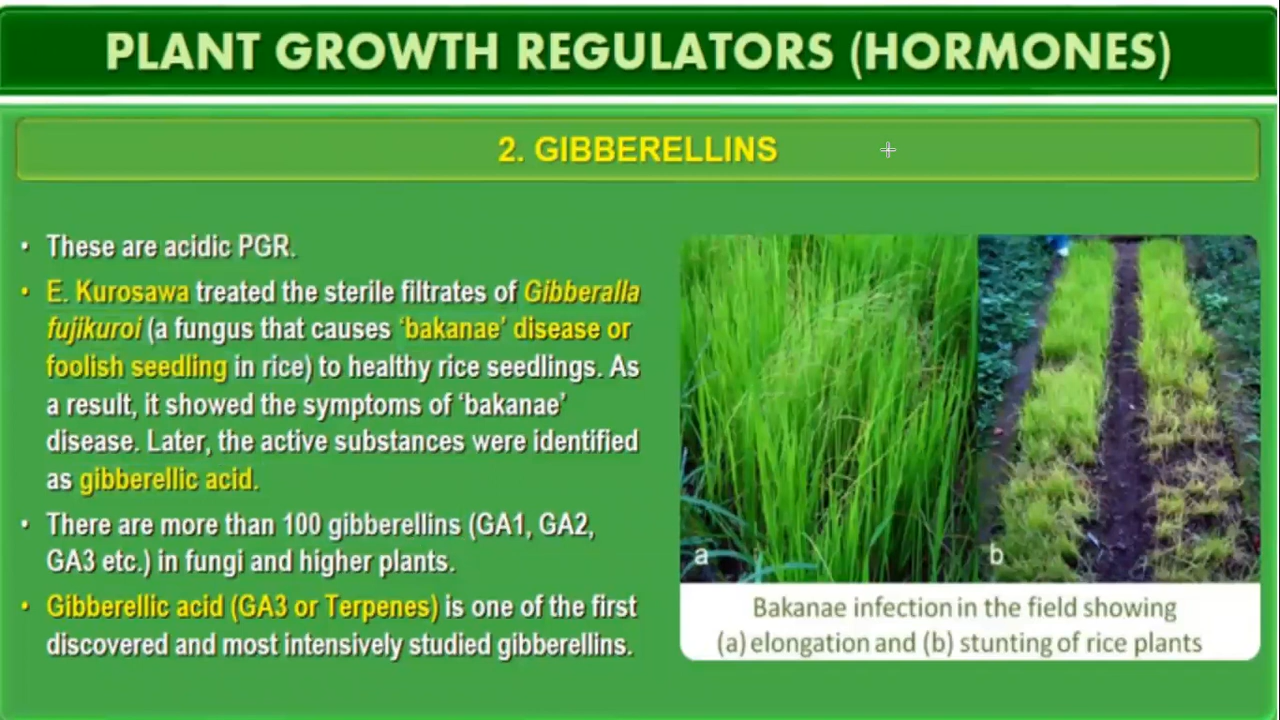 PLANT GROWTH REGULATORS (HORMONES)
2. GIBBERELLINS
• These are acidic PGR.
• E. Kurosawa treated the sterile filtrates of Gibberalla
fujikuroi (a fungus that causes ‘bakanae’ disease or
foolish seedling in rice) to healthy rice seedlings. As
a result, it showed the symptoms of ‘bakanae’
disease. Later, the active substances were identified
as gibberellic acid.
• There are more than 100 gibberellins (GA1, GA2,
GA3 etc.) in fungi and higher plants.
• Gibberellic acid (GA3 or Terpenes) is one of the first
discovered and most intensively studied gibberellins.
a
b
Bakanae infection in the field showing
(a) elongation and (b) stunting of rice plants